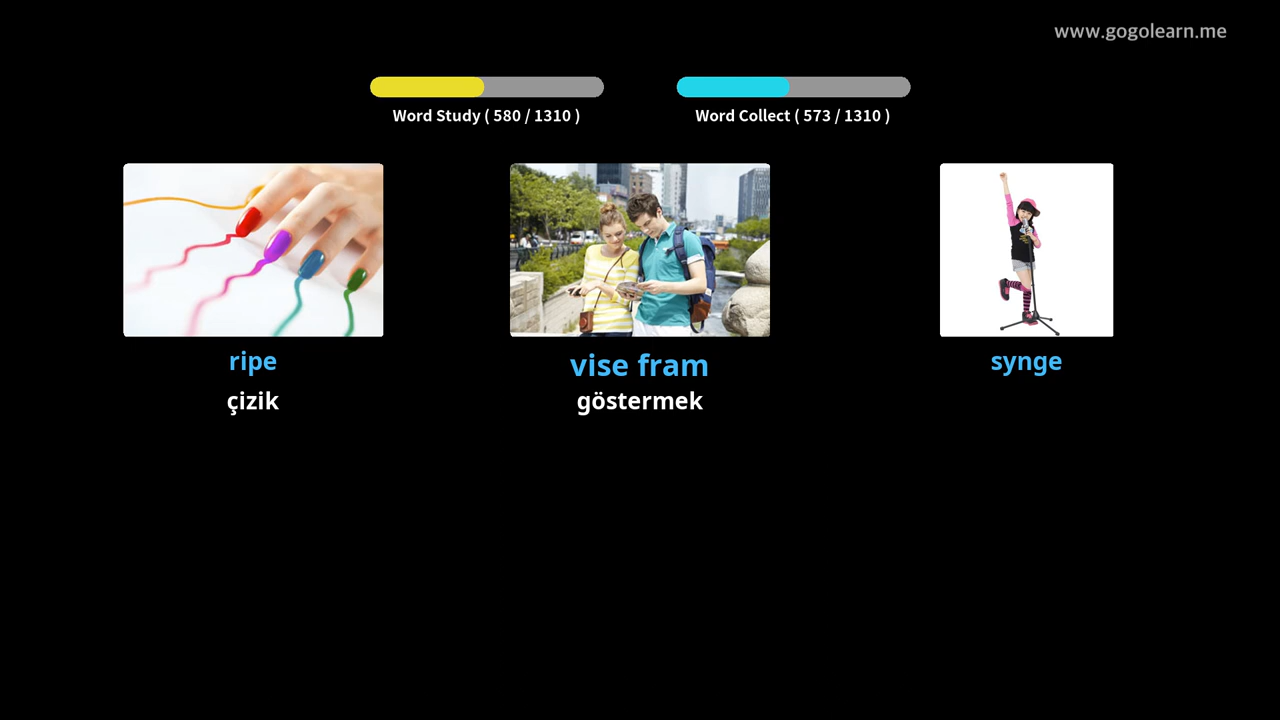 www.gogolearn.me
Word Study ( 580 / 1310 )
Word Collect ( 573 / 1310 )
ripe
çizik
vise fram
göstermek
synge